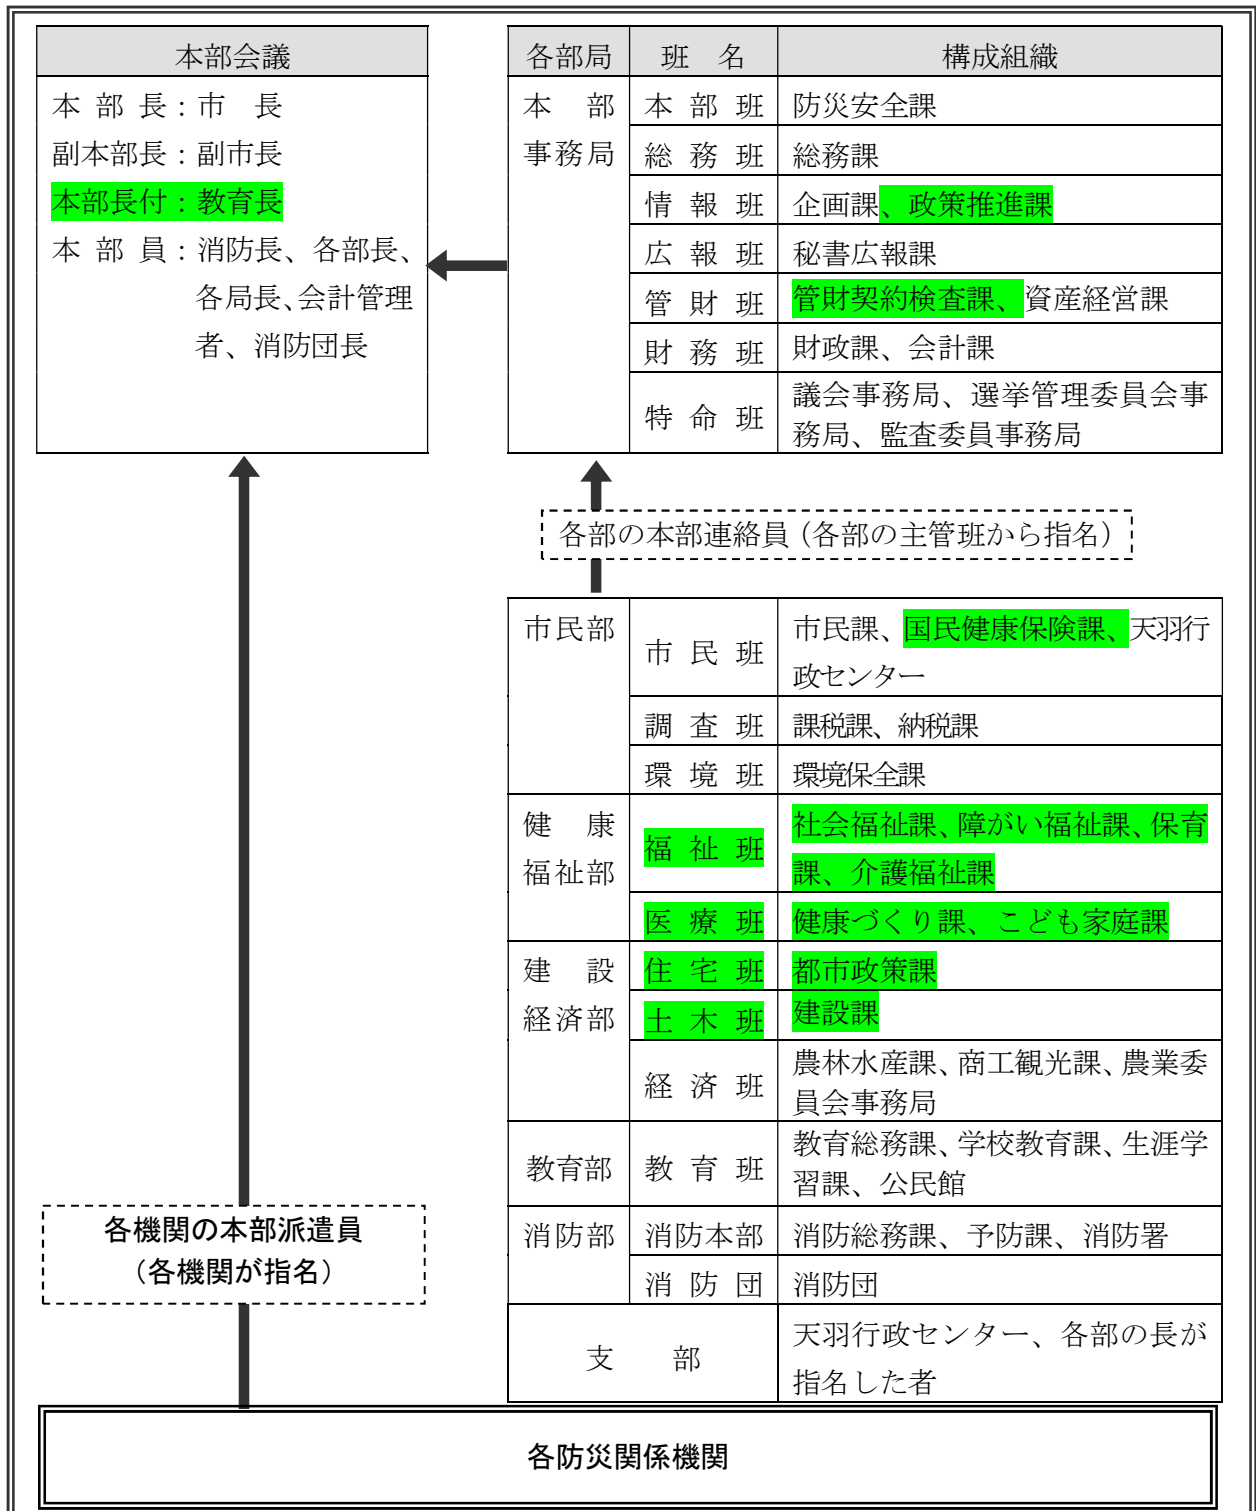 本部会議
本部長：市長
副本部長：副市長
本部長付：教育長
本部員：消防長、各部長、
各局長、会計管理
者、消防団長
各部局 班名 構成組織
本部
事務局
本部班 防災安全課
総務班 総務課
情報班 企画課、政策推進課
広報班 秘書広報課
管財班 管財契約検査課、資産経営課
財務班 財政課、会計課
特命班 議会事務局、選挙管理委員会事
務局、監査委員事務局
各部の本部連絡員（各部の主管班から指名）
市民部
市民班 市民課、国民健康保険課、天羽行
政センター
調査班 課税課、納税課
環境班 環境保全課
健康
福祉部
福祉班 社会福祉課、障がい福祉課、保育
課、介護福祉課
医療班 健康づくり課、こども家庭課
建設
経済部
住宅班 都市政策課
土木班 建設課
経済班 農林水産課、商工観光課、農業委
員会事務局
教育部 教育班 教育総務課、学校教育課、生涯学
習課、公民館
消防部 消防本部 消防総務課、予防課、消防署
消防団 消防団
支部 天羽行政センター、各部の長が
指名した者
各機関の本部派遣員
（各機関が指名）
各防災関係機関